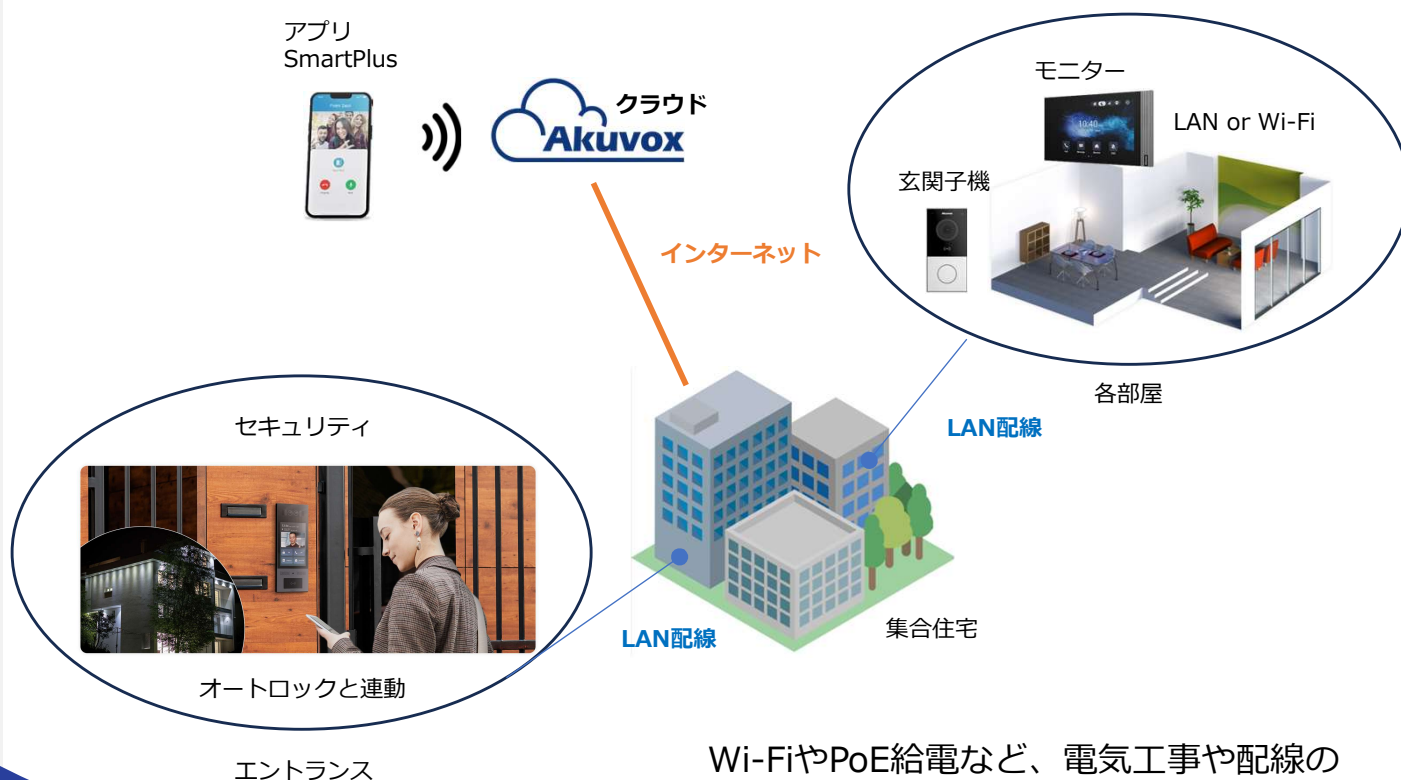 アプリ
SmartPlus
クラウド
Akuvox
インターネット
モニター
LAN or Wi-Fi
玄関子機
Akuvox
10:40
各部屋
LAN配線
セキュリティ
オートロックと連動
エントランス
LAN配線
集合住宅
Wi-FiやPoE給電など、電気工事や配線の